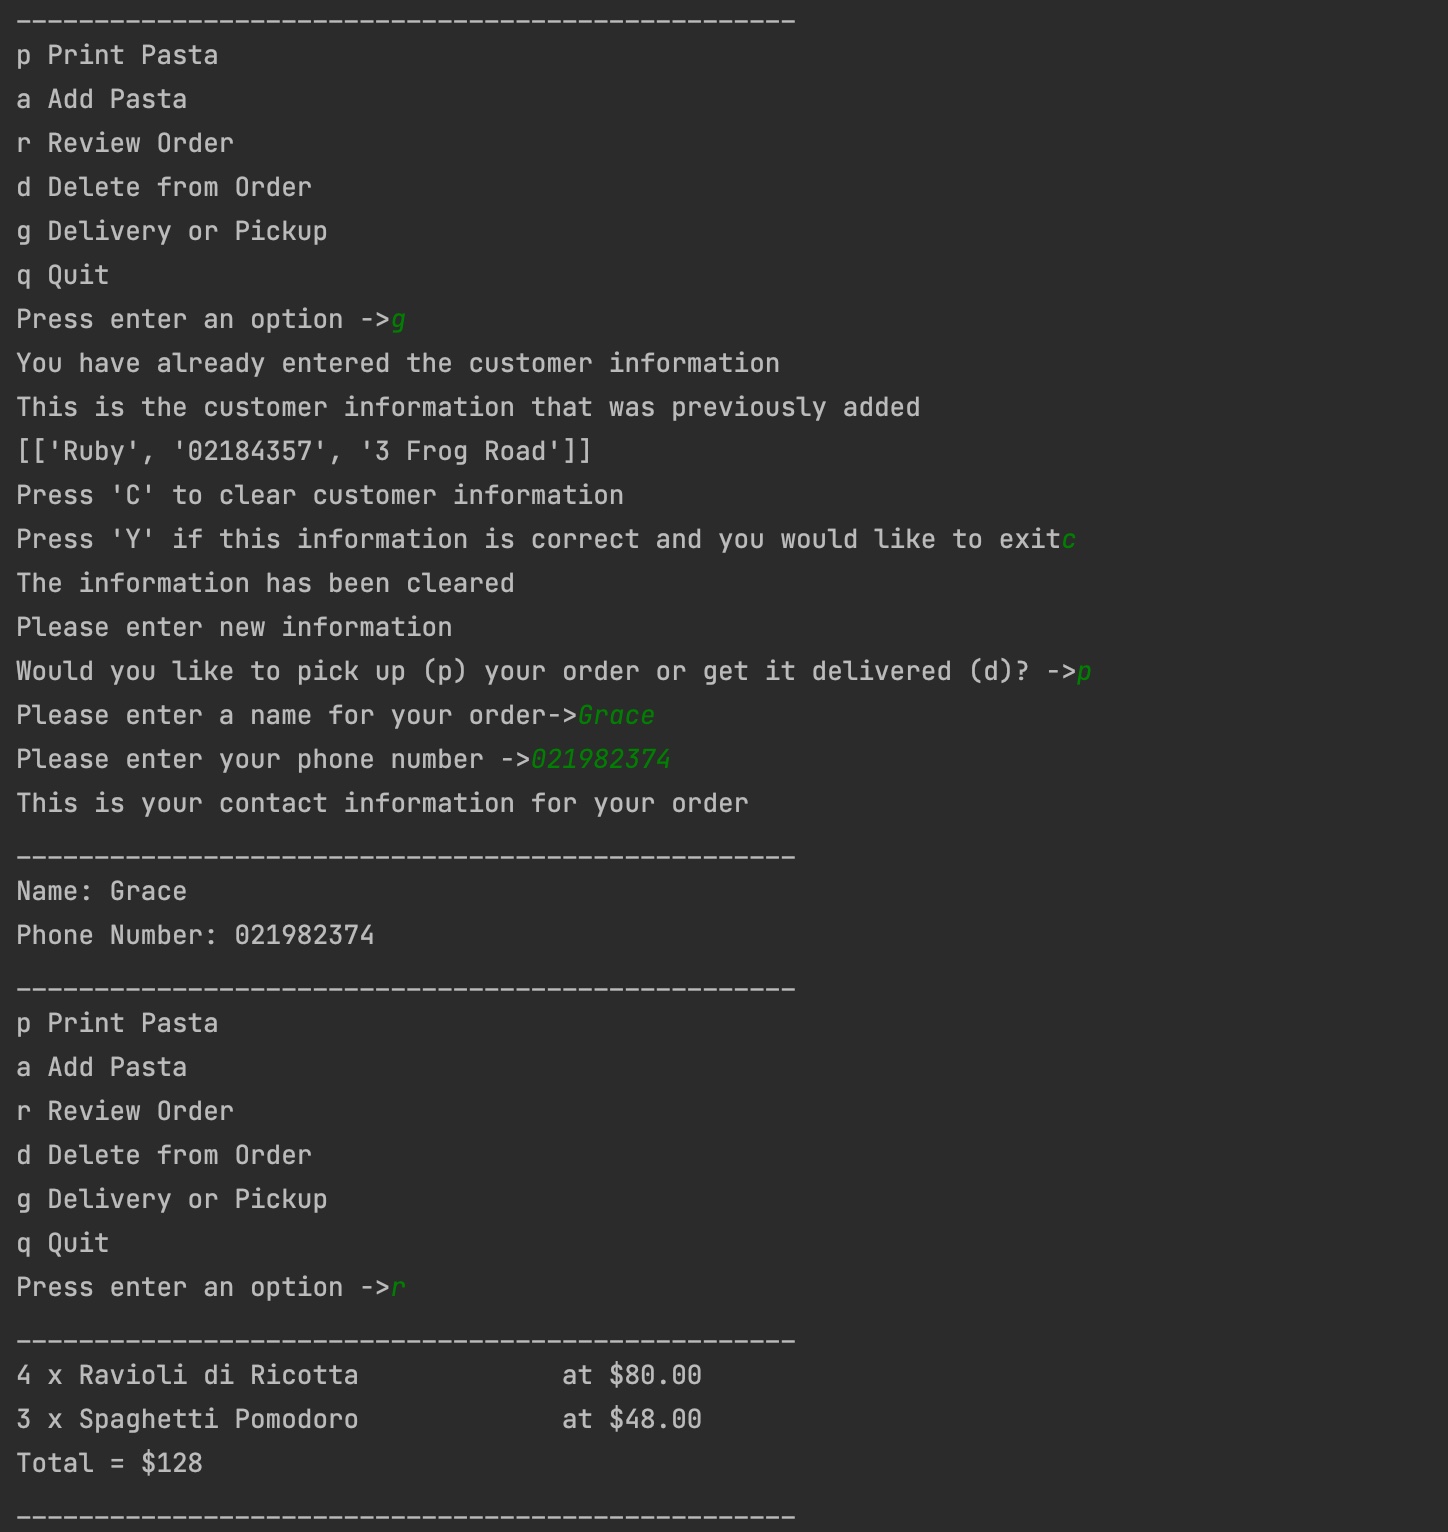 --------------------------------------------------
p Print Pasta
a Add Pasta
r Review Order
d Delete from Order
g Delivery or Pickup
q Quit
Press enter an option ->g
You have already entered the customer information
This is the customer information that was previously added
[['Ruby', '02184357', '3 Frog Road']]
Press 'C' to clear customer information
Press 'Y' if this information is correct and you would like to exitc
The information has been cleared
Please enter new information
Would you like to pick up (p) your order or get it delivered (d)? ->p
Please enter a name for your order->Grace
Please enter your phone number ->021982374
This is your contact information for your order
--------------------------------------------------
Name: Grace
Phone Number: 021982374
--------------------------------------------------
p Print Pasta
a Add Pasta
r Review Order
d Delete from Order
g Delivery or Pickup
q Quit
Press enter an option ->r
--------------------------------------------------
4 x Ravioli di Ricotta             at $80.00
3 x Spaghetti Pomodoro             at $48.00
Total = $128
--------------------------------------------------